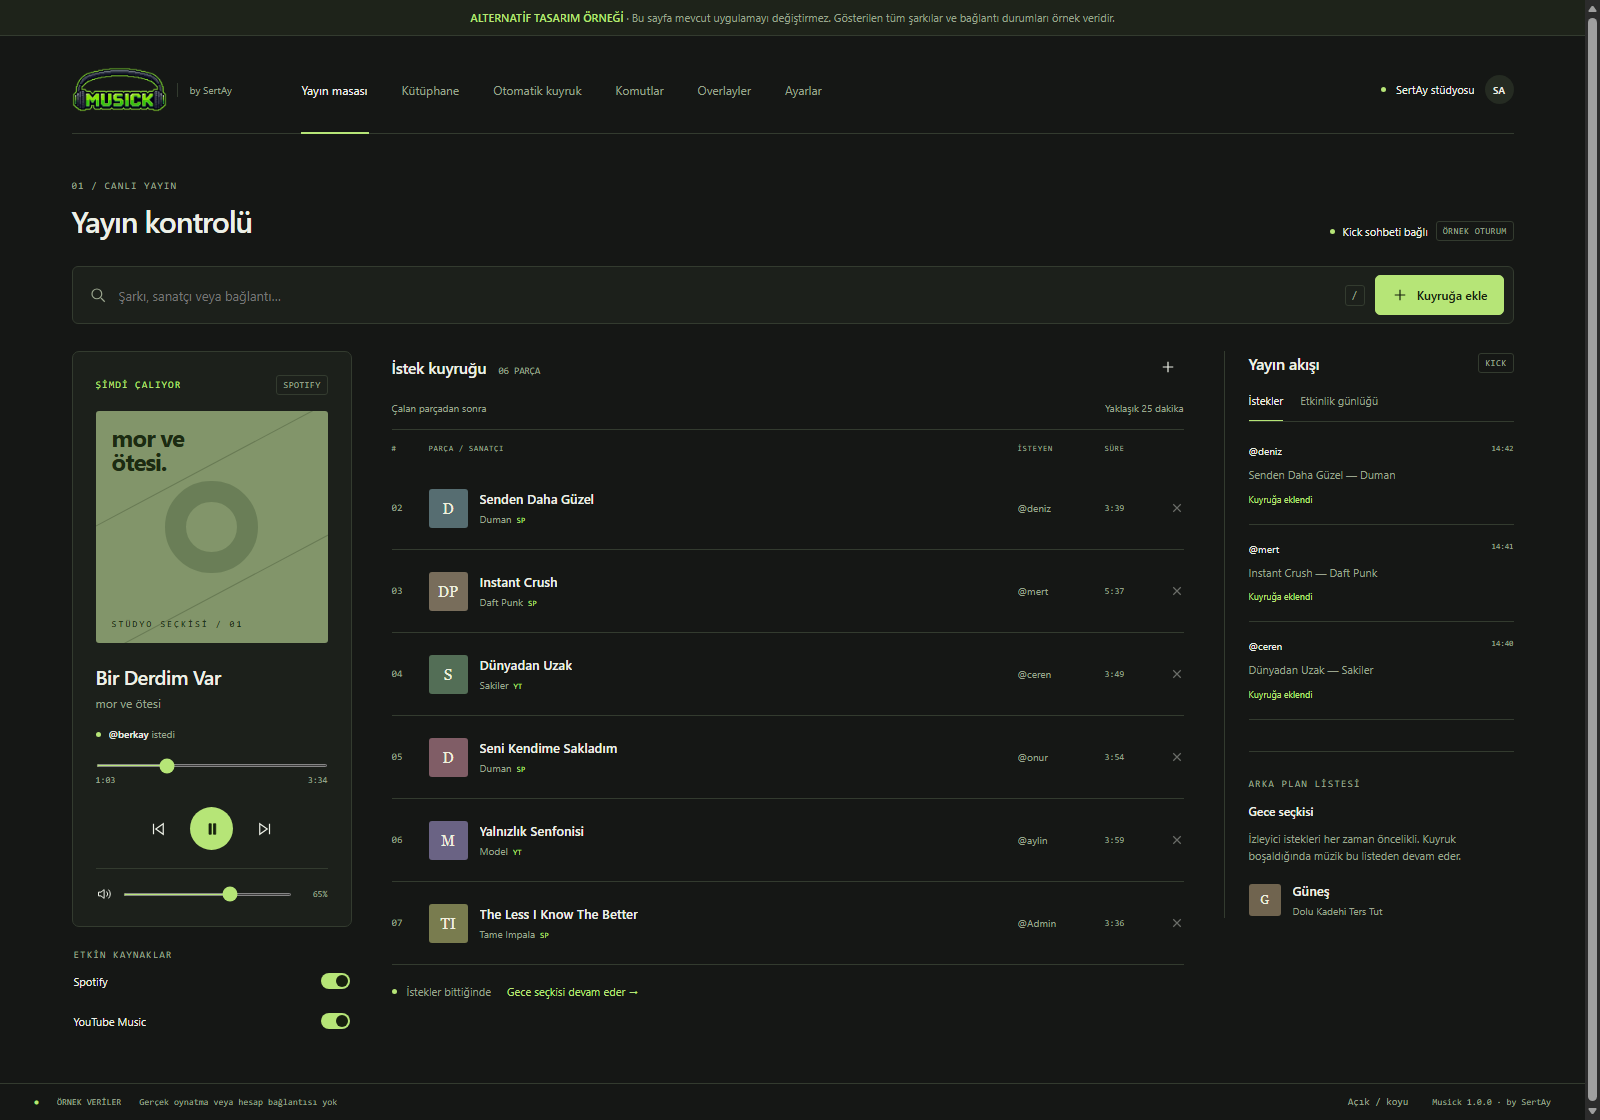 ALTERNATİF TASARIM ÖRNEĞİ · Bu sayfa mevcut uygulamayı değiştirmez. Gösterilen tüm şarkılar ve bağlantı durumları örnek veridir.
MUSICK by SertAy Yayın masası Kütüphane Otomatik kuyruk Komutlar Overlayler Ayarlar SertAy stüdyosu SA
01 / CANLI YAYIN
Yayın kontrolü
Kick sohbeti bağlı ÖRNEK OTURUM
Şarkı, sanatçı veya bağlantı... / + Kuyruğa ekle
ŞİMDİ ÇALIYOR SPOTIFY
mor ve
ötesi.
STÜDYO SEÇKİSİ / 01
Bir Derdim Var
mor ve ötesi
@berkay istedi
1:03 3:34
65%
ETKİN KAYNAKLAR
Spotify
YouTube Music
İstek kuyruğu 06 PARÇA +
Çalan parçadan sonra Yaklaşık 25 dakika
# PARÇA / SANATÇI İSTEYEN SÜRE
02 D Senden Daha Güzel @deniz 3:39 ×
Duman SP
03 DP Instant Crush @mert 5:37 ×
Daft Punk SP
04 S Dünyadan Uzak @ceren 3:49 ×
Sakiler YT
05 D Seni Kendime Sakladım @onur 3:54 ×
Duman SP
06 M Yalnızlık Senfonisi @aylin 3:59 ×
Model YT
07 TI The Less I Know The Better @Admin 3:36 ×
Tame Impala SP
İstekler bittiğinde Gece seçkisi devam eder →
Yayın akışı KICK
İstekler Etkinlik günlüğü
@deniz 14:42
Senden Daha Güzel — Duman
Kuyruğa eklendi
@mert 14:41
Instant Crush — Daft Punk
Kuyruğa eklendi
@ceren 14:40
Dünyadan Uzak — Sakiler
Kuyruğa eklendi
ARKA PLAN LİSTESİ
Gece seçkisi
İzleyici istekleri her zaman öncelikli. Kuyruk
boşaldığında müzik bu listeden devam eder.
G Güneş
Dolu Kadehi Ters Tut
ÖRNEK VERİLER Gerçek oynatma veya hesap bağlantısı yok Açık / koyu Musick 1.0.0 · by SertAy